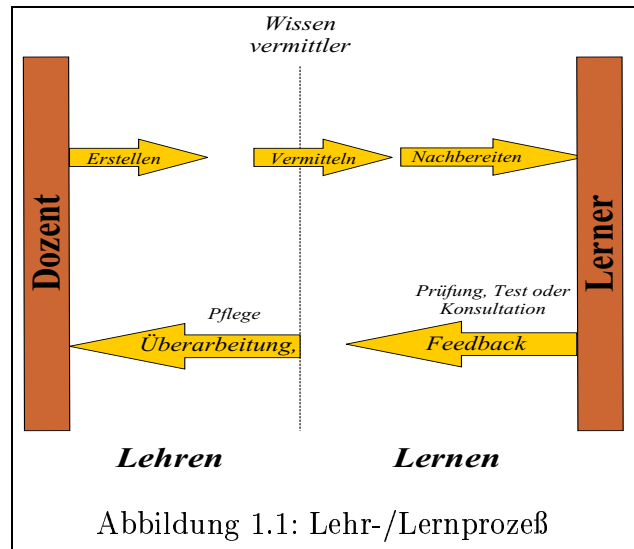 Wissen
vermittler
Dozent
Erstellen
Vermitteln
Nachbereiten
Lerner
Pflege
Überarbeitung,
Prüfung, Test oder
Konsultation
Feedback
Lehren
Lernen
Abbildung 1.1: Lehr-/Lernprozeß